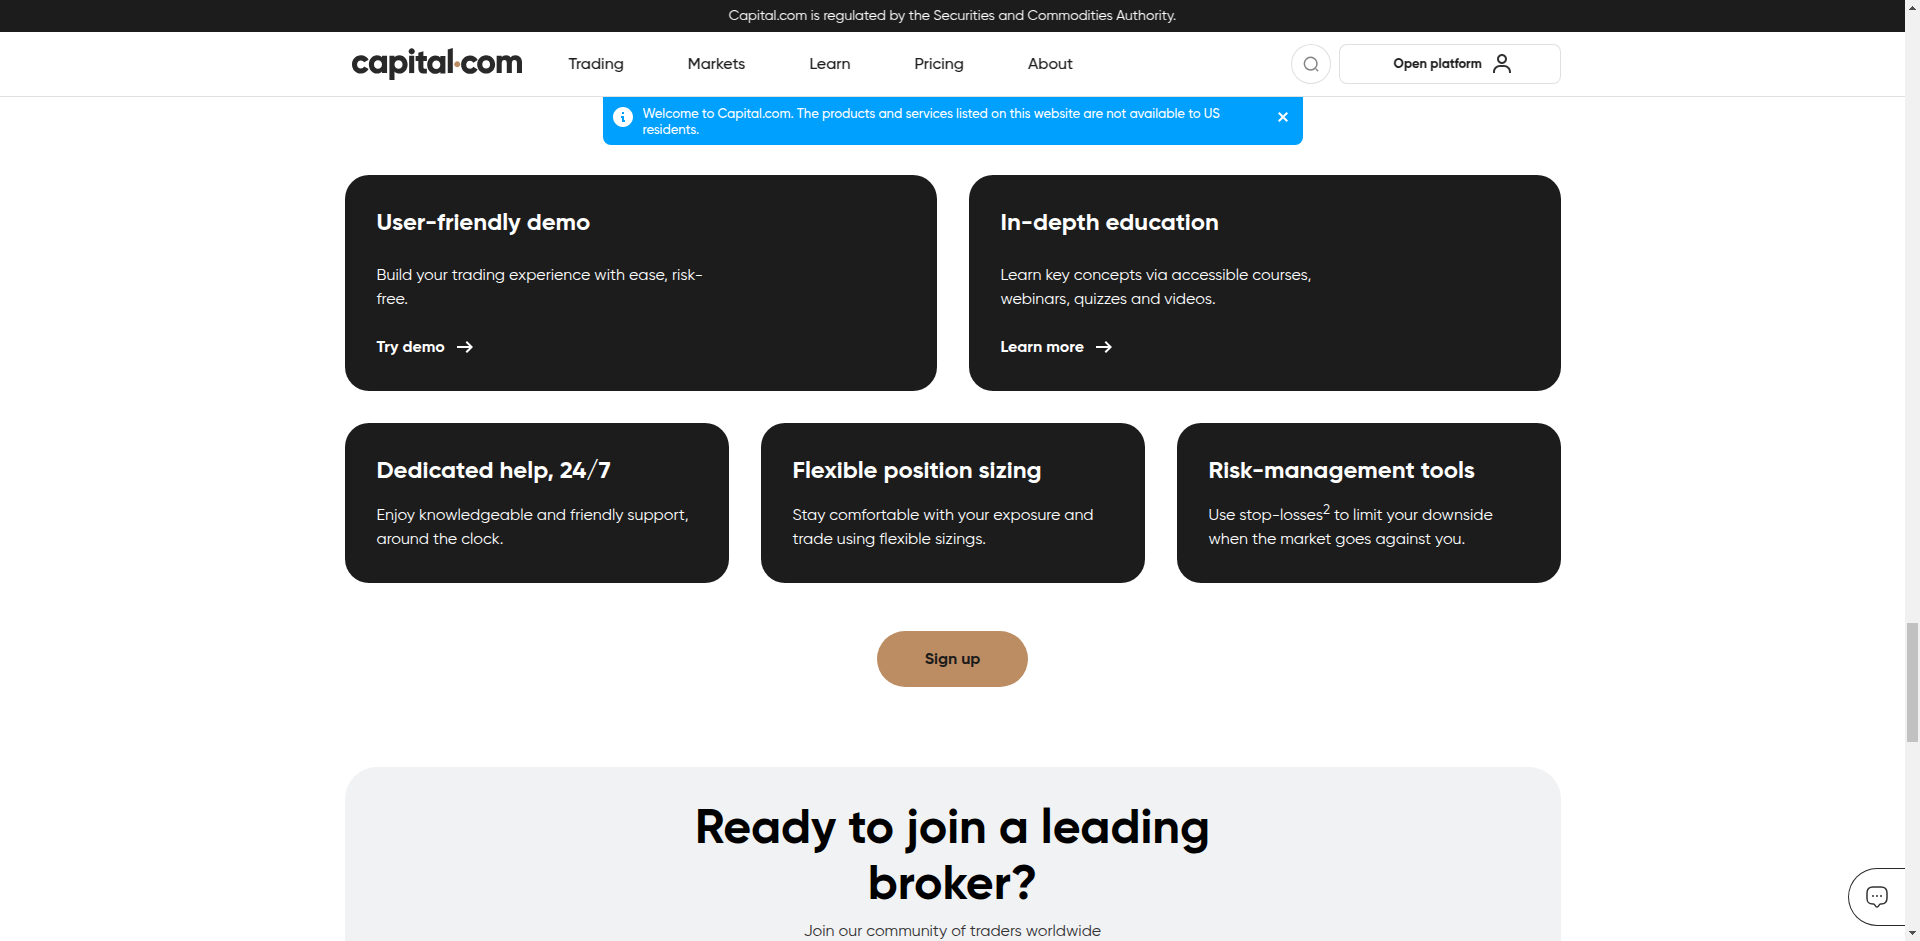 Capital.com is regulated by the Securities and Commodities Authority.
capital.com
Trading
Markets
Learn
Pricing
About
Open platform
Welcome to Capital.com. The products and services listed on this website are not available to US
residents.
User-friendly demo
Build your trading experience with ease, risk-
free.
Try demo
In-depth education
Learn key concepts via accessible courses,
webinars, quizzes and videos.
Learn more
Dedicated help, 24/7
Enjoy knowledgeable and friendly support,
around the clock.
Flexible position sizing
Stay comfortable with your exposure and
trade using flexible sizings.
Risk-management tools
Use stop-losses2 to limit your downside
when the market goes against you.
Sign up
Ready to join a leading
broker?
Join our community of traders worldwide